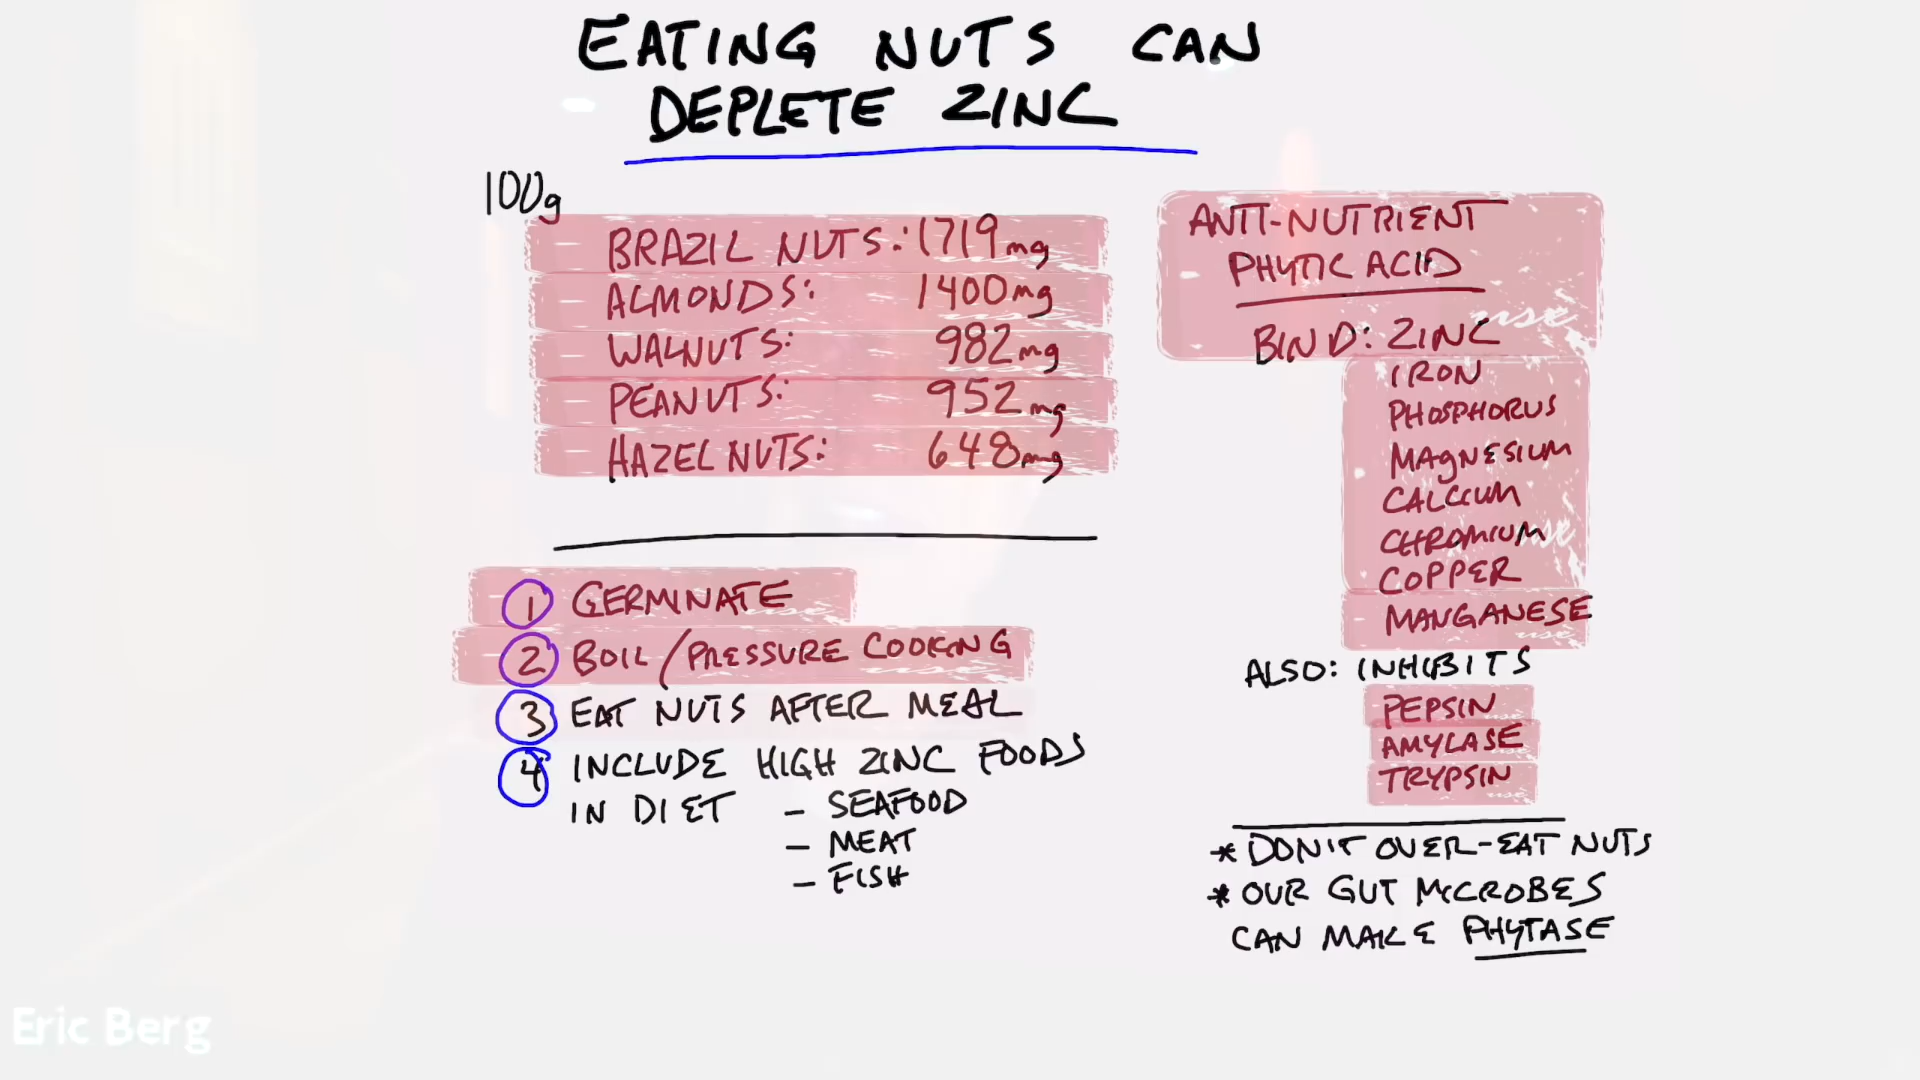 EATING NUTS CAN
DEPLETE ZINC
100g
BRAZIL NUTS: 1719mg
ALMONDS: 1400mg
WALNUTS: 982mg
PEANUTS: 952mg
HAZELNUTS: 648mg
1 GERMINATE
2 BOIL/PRESSURE COOKING
3 EAT NUTS AFTER MEAL
4 INCLUDE HIGH ZINC FOODS
IN DIET - SEAFOOD
- MEAT
- FISH
ANTI-NUTRIENT
PHYTIC ACID
BIND: ZINC
IRON
PHOSPHORUS
MAGNESIUM
CALCIUM
CHROMIUM
COPPER
MANGANESE
ALSO: INHIBITS
PEPSIN
AMYLASE
TRYPSIN
* DON'T OVER-EAT NUTS
* OUR GUT MICROBES
CAN MAKE PHYTASE
Eric Berg